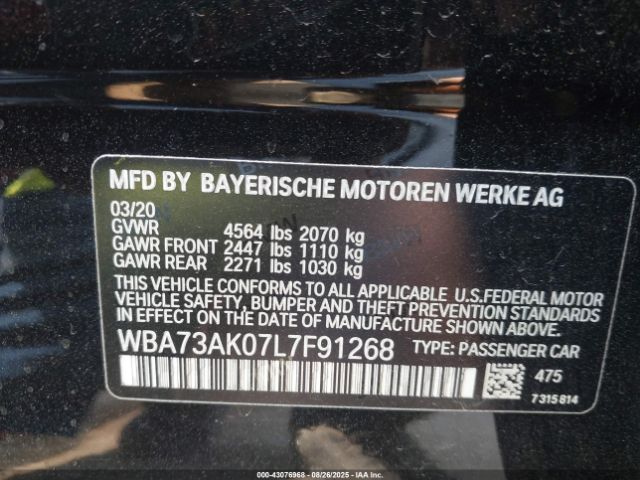 MFD BY BAYERISCHE MOTOREN WERKE AG
03/20
GVWR 4564 lbs 2070 kg
GAWR FRONT 2447 lbs 1110 kg
GAWR REAR 2271 lbs 1030 kg
THIS VEHICLE CONFORMS TO ALL APPLICABLE U.S.FEDERAL MOTOR
VEHICLE SAFETY, BUMPER AND THEFT PREVENTION STANDARDS
IN EFFECT ON THE DATE OF MANUFACTURE SHOWN ABOVE.
WBA73AK07L7F91268 TYPE: PASSENGER CAR
475
7315814
000-43076968 - 08/26/2025 - IAA Inc.